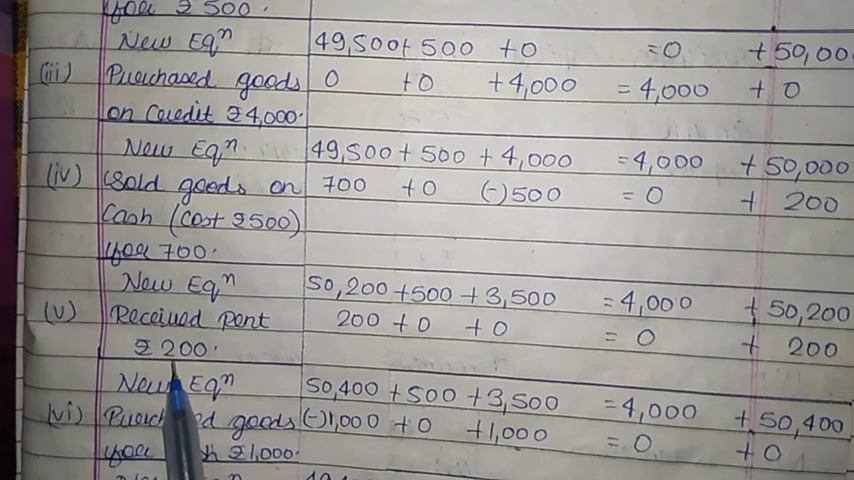 for ₹ 500.
New Eqn 49,500+ 500 +0 =0 +50,00
(iii) Purchased goods 0 +0 +4,000 = 4,000 + 0
on Credit ₹4,000.
New Eqn. 49,500 + 500 + 4,000 =4,000 +50,000
(iv) Sold goods on 700 +0 (-)500 = 0 + 200
Cash (Cost ₹500)
for 700.
New Eqn 50,200 +500 +3,500 =4,000 +50,200
(v) Received rent 200 +0 +0 = 0 + 200
₹ 200.
New Eqn 50,400 +500 +3,500 =4,000 +50,400
(vi) goods (-)1,000 +0 +1,000 =0 +0
for ₹1,000.